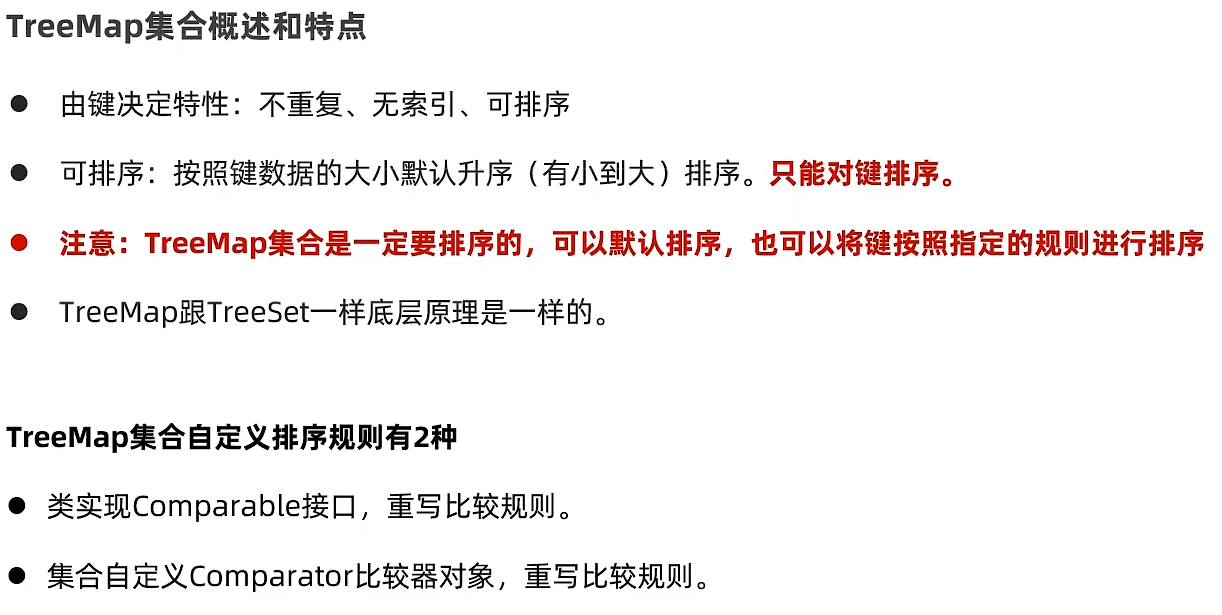 TreeMap集合概述和特点
● 由键决定特性：不重复、无索引、可排序
● 可排序：按照键数据的大小默认升序（有小到大）排序。只能对键排序。
● 注意：TreeMap集合是一定要排序的，可以默认排序，也可以将键按照指定的规则进行排序
● TreeMap跟TreeSet一样底层原理是一样的。
TreeMap集合自定义排序规则有2种
● 类实现Comparable接口，重写比较规则。
● 集合自定义Comparator比较器对象，重写比较规则。